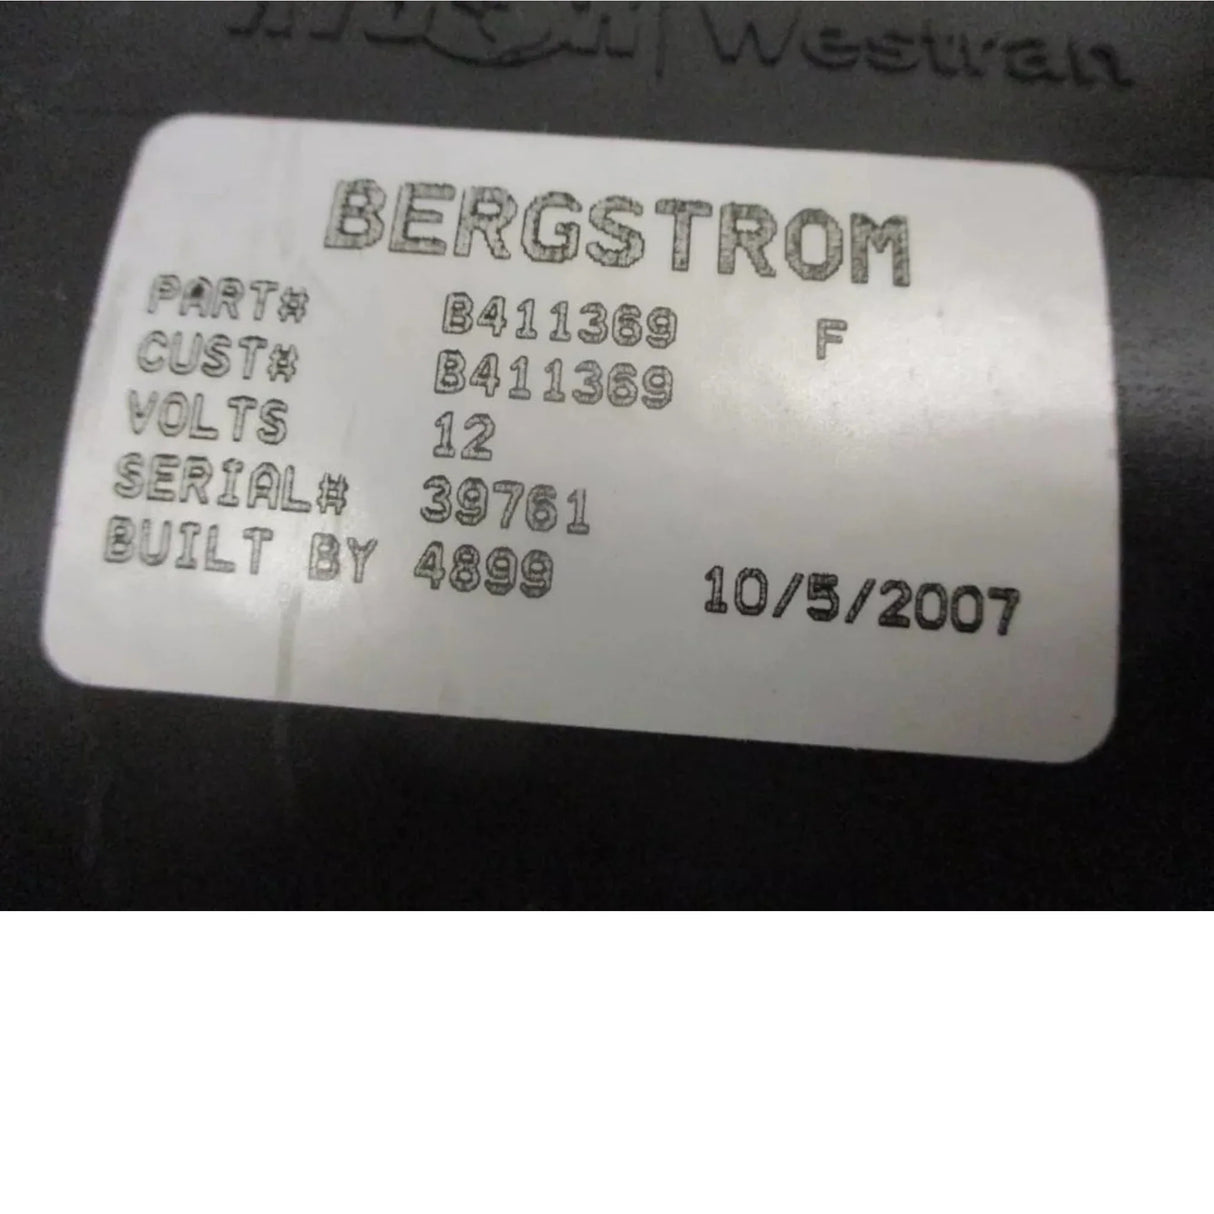 Westran
BERGSTROM
PART# B411369 F
CUST# B411369
VOLTS 12
SERIAL# 39761
BUILT BY 4899 10/5/2007